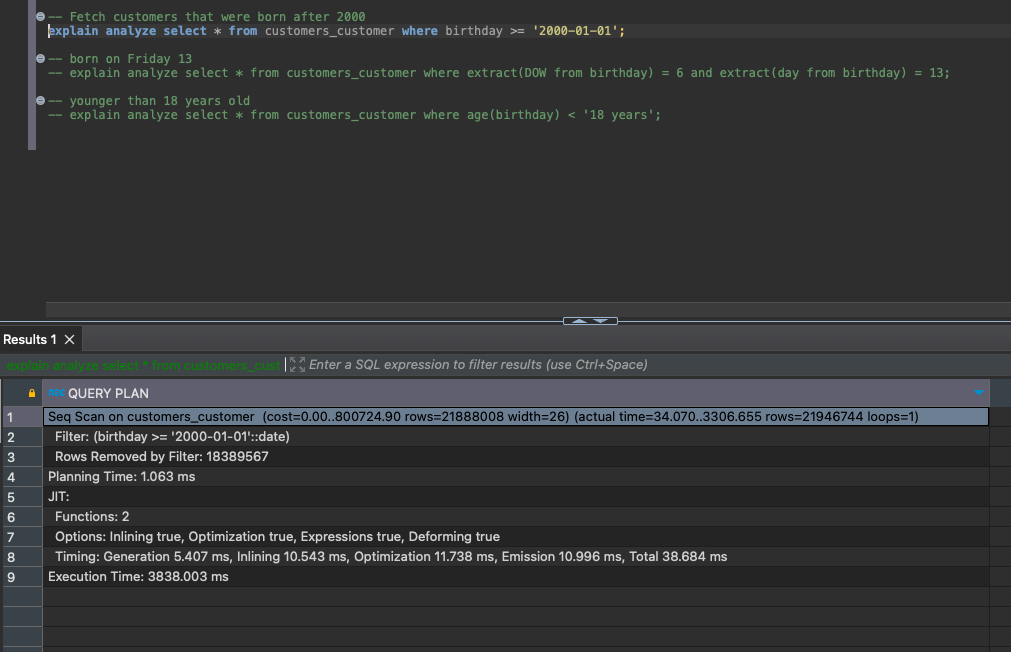 -- Fetch customers that were born after 2000
explain analyze select * from customers_customer where birthday >= '2000-01-01';
-- born on Friday 13
-- explain analyze select * from customers_customer where extract(DOW from birthday) = 6 and extract(day from birthday) = 13;
-- younger than 18 years old
-- explain analyze select * from customers_customer where age(birthday) < '18 years';
Results 1
explain analyze select * from customers_cust Enter a SQL expression to filter results (use Ctrl+Space)
ABC QUERY PLAN
1 Seq Scan on customers_customer (cost=0.00..800724.90 rows=21888008 width=26) (actual time=34.070..3306.655 rows=21946744 loops=1)
2 Filter: (birthday >= '2000-01-01'::date)
3 Rows Removed by Filter: 18389567
4 Planning Time: 1.063 ms
5 JIT:
6 Functions: 2
7 Options: Inlining true, Optimization true, Expressions true, Deforming true
8 Timing: Generation 5.407 ms, Inlining 10.543 ms, Optimization 11.738 ms, Emission 10.996 ms, Total 38.684 ms
9 Execution Time: 3838.003 ms